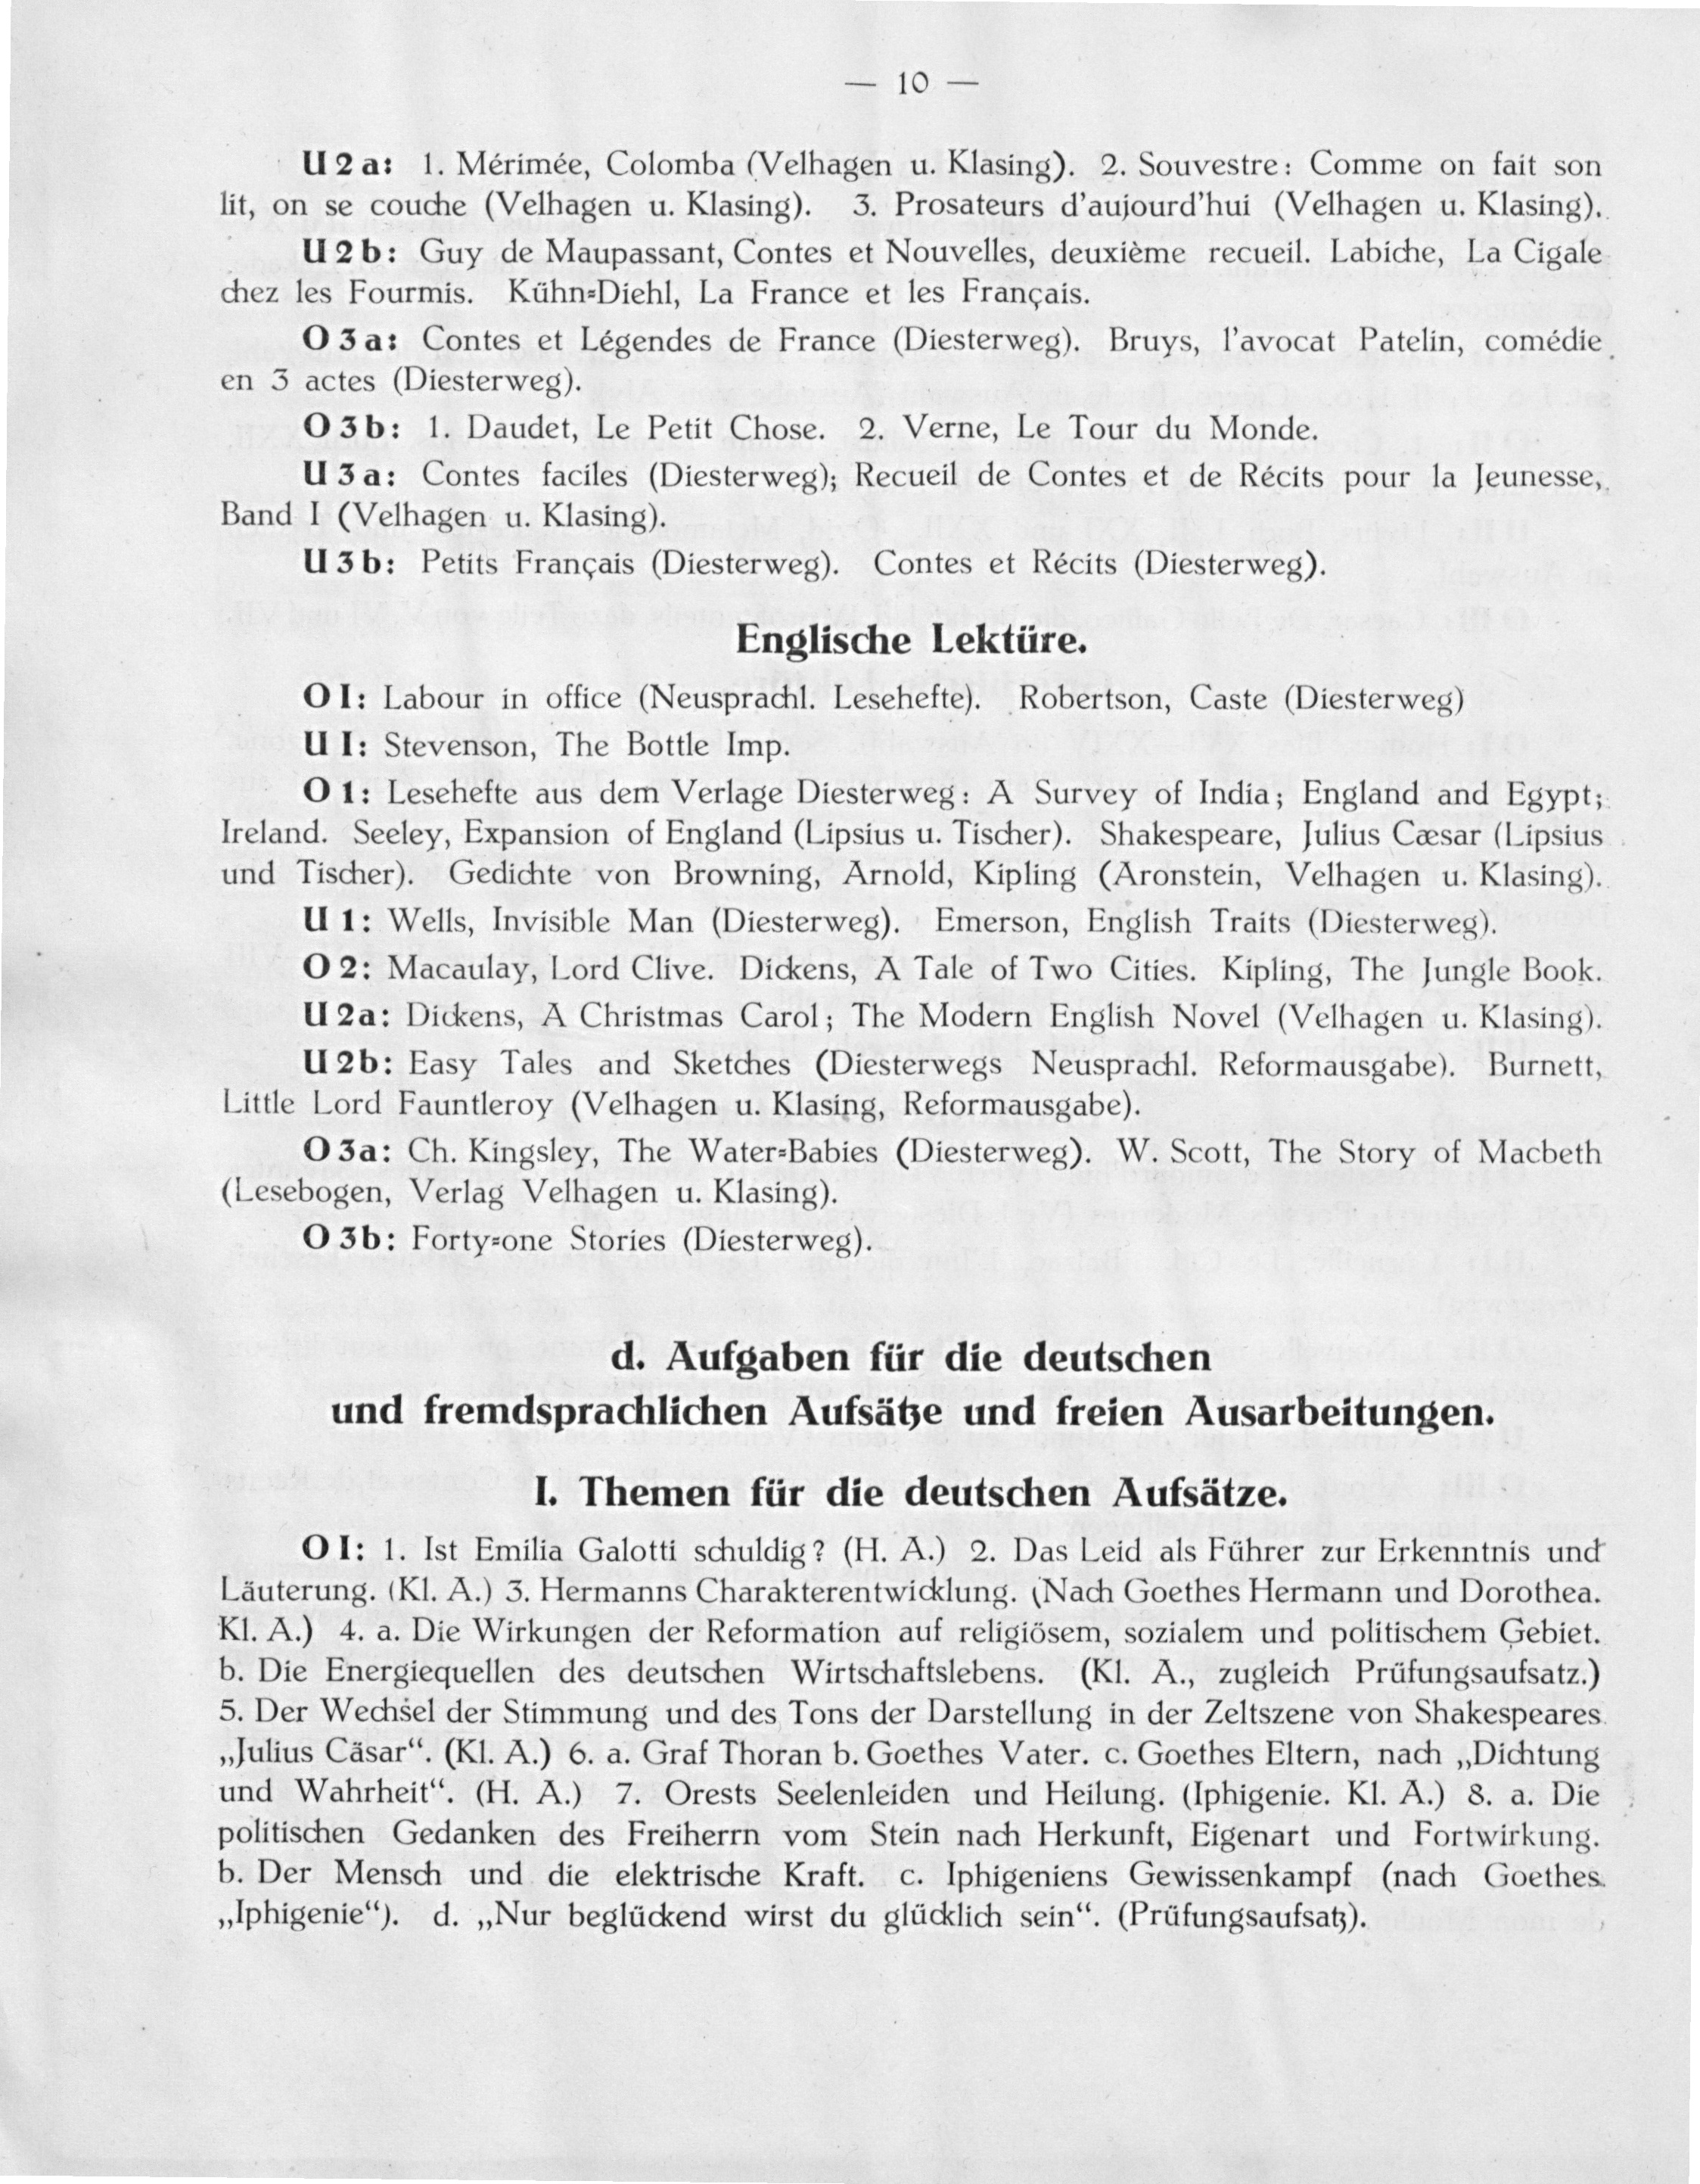 — 10 —
U 2 a: 1. Mérimée, Colomba (Velhagen u. Klasing). 2. Souvestre: Comme on fait son
lit, on se couche (Velhagen u. Klasing). 3. Prosateurs d'aujourd'hui (Velhagen u. Klasing).
U 2 b: Guy de Maupassant, Contes et Nouvelles, deuxième recueil. Labiche, La Cigale
chez les Fourmis. Kühn-Diehl, La France et les Français.
O 3 a: Contes et Légendes de France (Diesterweg). Bruys, l'avocat Patelin, comédie
en 3 actes (Diesterweg).
O 3 b: 1. Daudet, Le Petit Chose. 2. Verne, Le Tour du Monde.
U 3 a: Contes faciles (Diesterweg); Recueil de Contes et de Récits pour la Jeunesse,
Band I (Velhagen u. Klasing).
U 3 b: Petits Français (Diesterweg). Contes et Récits (Diesterweg).
Englische Lektüre.
O I: Labour in office (Neusprachl. Lesehefte). Robertson, Caste (Diesterweg)
U I: Stevenson, The Bottle Imp.
O 1: Lesehefte aus dem Verlage Diesterweg: A Survey of India; England and Egypt;
Ireland. Seeley, Expansion of England (Lipsius u. Tischer). Shakespeare, Julius Cæsar (Lipsius
und Tischer). Gedichte von Browning, Arnold, Kipling (Aronstein, Velhagen u. Klasing).
U 1: Wells, Invisible Man (Diesterweg). Emerson, English Traits (Diesterweg).
O 2: Macaulay, Lord Clive. Dickens, A Tale of Two Cities. Kipling, The Jungle Book.
U 2a: Dickens, A Christmas Carol; The Modern English Novel (Velhagen u. Klasing).
U 2b: Easy Tales and Sketches (Diesterwegs Neusprachl. Reformausgabe). Burnett,
Little Lord Fauntleroy (Velhagen u. Klasing, Reformausgabe).
O 3a: Ch. Kingsley, The Water-Babies (Diesterweg). W. Scott, The Story of Macbeth
(Lesebogen, Verlag Velhagen u. Klasing).
O 3b: Forty-one Stories (Diesterweg).
d. Aufgaben für die deutschen
und fremdsprachlichen Aufsätze und freien Ausarbeitungen.
I. Themen für die deutschen Aufsätze.
O I: 1. Ist Emilia Galotti schuldig? (H. A.) 2. Das Leid als Führer zur Erkenntnis und
Läuterung. (Kl. A.) 3. Hermanns Charakterentwicklung. (Nach Goethes Hermann und Dorothea.
Kl. A.) 4. a. Die Wirkungen der Reformation auf religiösem, sozialem und politischem Gebiet.
b. Die Energiequellen des deutschen Wirtschaftslebens. (Kl. A., zugleich Prüfungsaufsatz.)
5. Der Wechsel der Stimmung und des Tons der Darstellung in der Zeltszene von Shakespeares
„Julius Cäsar“. (Kl. A.) 6. a. Graf Thoran b. Goethes Vater. c. Goethes Eltern, nach „Dichtung
und Wahrheit“. (H. A.) 7. Orests Seelenleiden und Heilung. (Iphigenie. Kl. A.) 8. a. Die
politischen Gedanken des Freiherrn vom Stein nach Herkunft, Eigenart und Fortwirkung.
b. Der Mensch und die elektrische Kraft. c. Iphigeniens Gewissenkampf (nach Goethes
„Iphigenie“). d. „Nur beglückend wirst du glücklich sein“. (Prüfungsaufsatz).